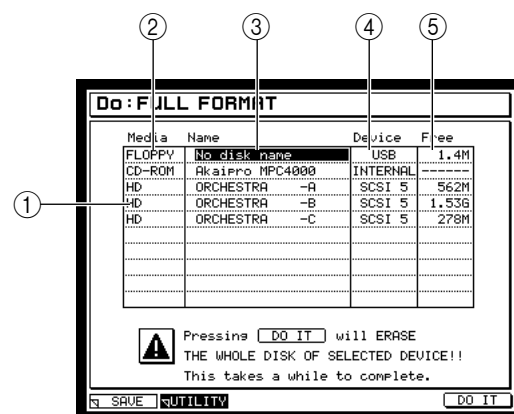 ② ③ ④ ⑤
Do:FULL FORMAT
Media Name Device Free
FLOPPY No disk name USB 1.4M
CD-ROM Akaipro MPC4000 INTERNAL ------
HD ORCHESTRA -A SCSI 5 562M
① HD ORCHESTRA -B SCSI 5 1.53G
HD ORCHESTRA -C SCSI 5 278M
Pressing DO IT will ERASE
THE WHOLE DISK OF SELECTED DEVICE!!
This takes a while to complete.
SAVE UTILITY DO IT